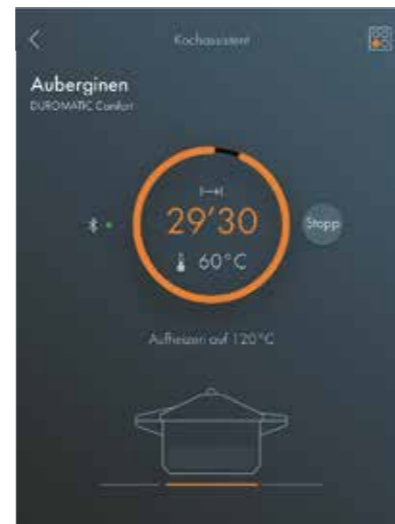 Kochassistent
Auberginen
DUROMATIC Comfort
29'30
Stopp
60°C
Aufheizen auf 120°C